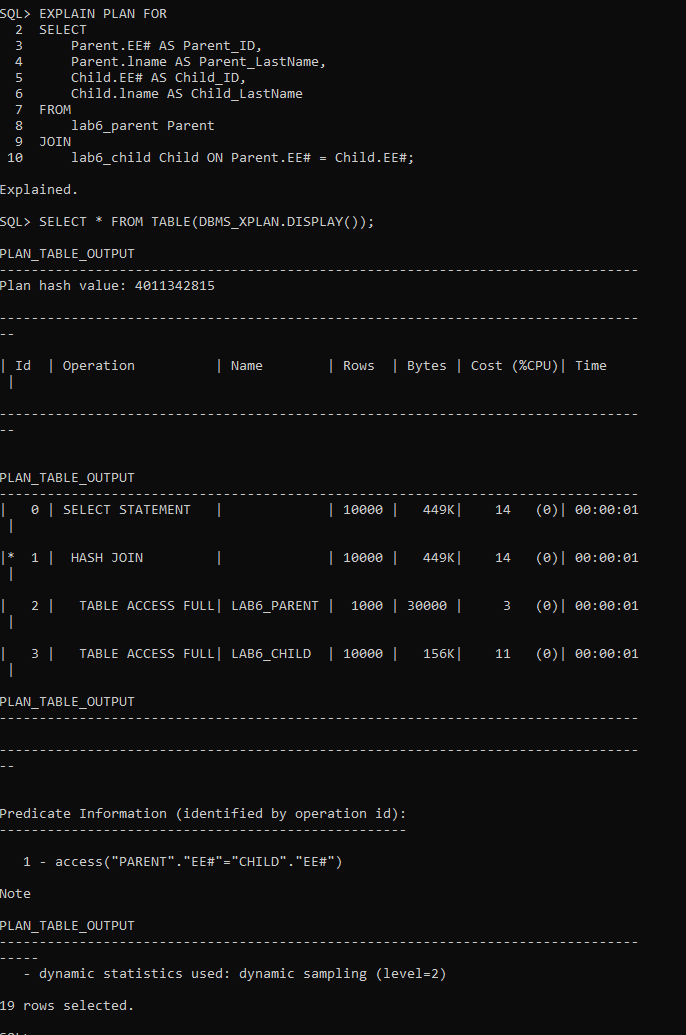 SQL> EXPLAIN PLAN FOR
  2  SELECT
  3      Parent.EE# AS Parent_ID,
  4      Parent.lname AS Parent_LastName,
  5      Child.EE# AS Child_ID,
  6      Child.lname AS Child_LastName
  7  FROM
  8      lab6_parent Parent
  9  JOIN
 10      lab6_child Child ON Parent.EE# = Child.EE#;

Explained.

SQL> SELECT * FROM TABLE(DBMS_XPLAN.DISPLAY());

PLAN_TABLE_OUTPUT
--------------------------------------------------------------------------------
Plan hash value: 4011342815

--------------------------------------------------------------------------------
--

| Id  | Operation          | Name        | Rows  | Bytes | Cost (%CPU)| Time
 |

--------------------------------------------------------------------------------
--


PLAN_TABLE_OUTPUT
--------------------------------------------------------------------------------
|   0 | SELECT STATEMENT   |             | 10000 |   449K|    14   (0)| 00:00:01
 |

|*  1 |  HASH JOIN         |             | 10000 |   449K|    14   (0)| 00:00:01
 |

|   2 |   TABLE ACCESS FULL| LAB6_PARENT |  1000 | 30000 |     3   (0)| 00:00:01
 |

|   3 |   TABLE ACCESS FULL| LAB6_CHILD  | 10000 |   156K|    11   (0)| 00:00:01
 |

PLAN_TABLE_OUTPUT
--------------------------------------------------------------------------------

--------------------------------------------------------------------------------
--


Predicate Information (identified by operation id):
---------------------------------------------------

   1 - access("PARENT"."EE#"="CHILD"."EE#")

Note

PLAN_TABLE_OUTPUT
--------------------------------------------------------------------------------
-----
   - dynamic statistics used: dynamic sampling (level=2)

19 rows selected.